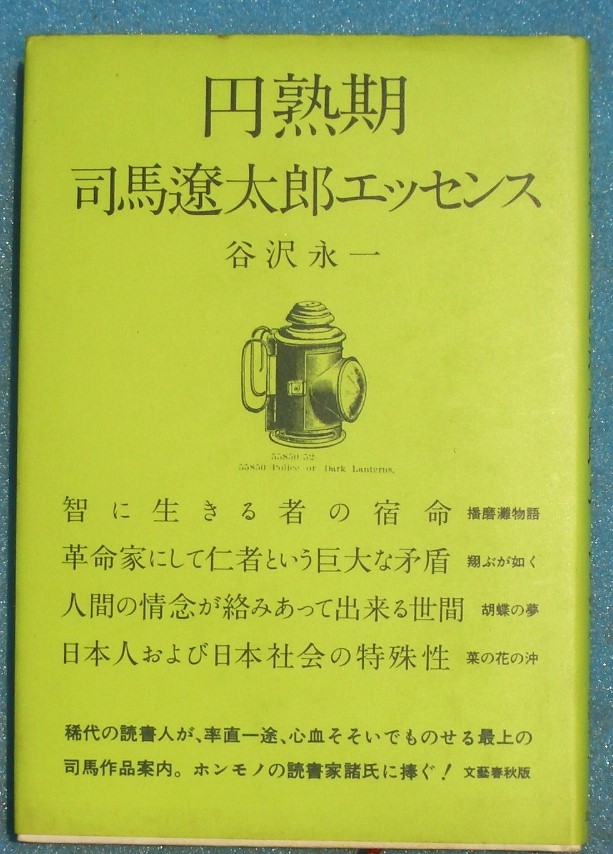 円熟期
司馬遼太郎エッセンス
谷沢永一
55850/52
55850 Police or Dark Lanterns.
智に生きる者の宿命 播磨灘物語
革命家にして仁者という巨大な矛盾 翔ぶが如く
人間の情念が絡みあって出来る世間 胡蝶の夢
日本人および日本社会の特殊性 菜の花の沖
稀代の読書人が、率直一途、心血そそいでものせる最上の
司馬作品案内。ホンモノの読書家諸氏に捧ぐ! 文藝春秋版